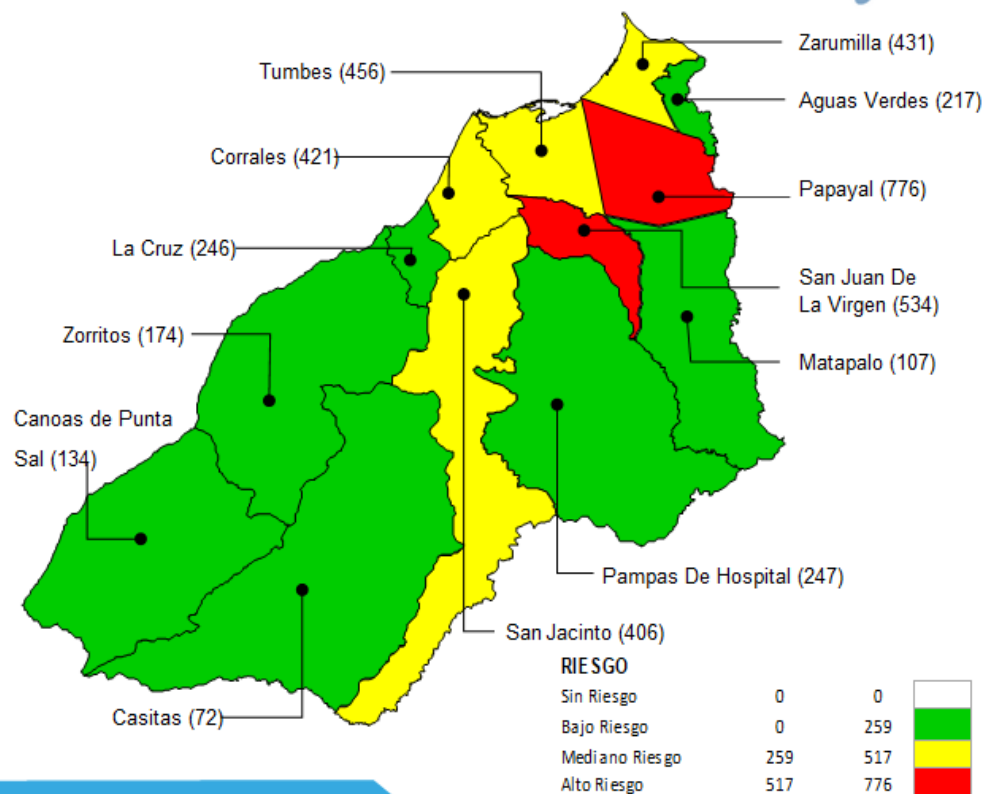 Zarumilla (431)
Tumbes (456)
Aguas Verdes (217)
Corrales (421)
Papayal (776)
La Cruz (246)
San Juan De
La Virgen (534)
Zorritos (174)
Matapalo (107)
Canoas de Punta
Sal (134)
Pampas De Hospital (247)
San Jacinto (406)
Casitas (72)
RIESGO
Sin Riesgo 0 0
Bajo Riesgo 0 259
Mediano Riesgo 259 517
Alto Riesgo 517 776